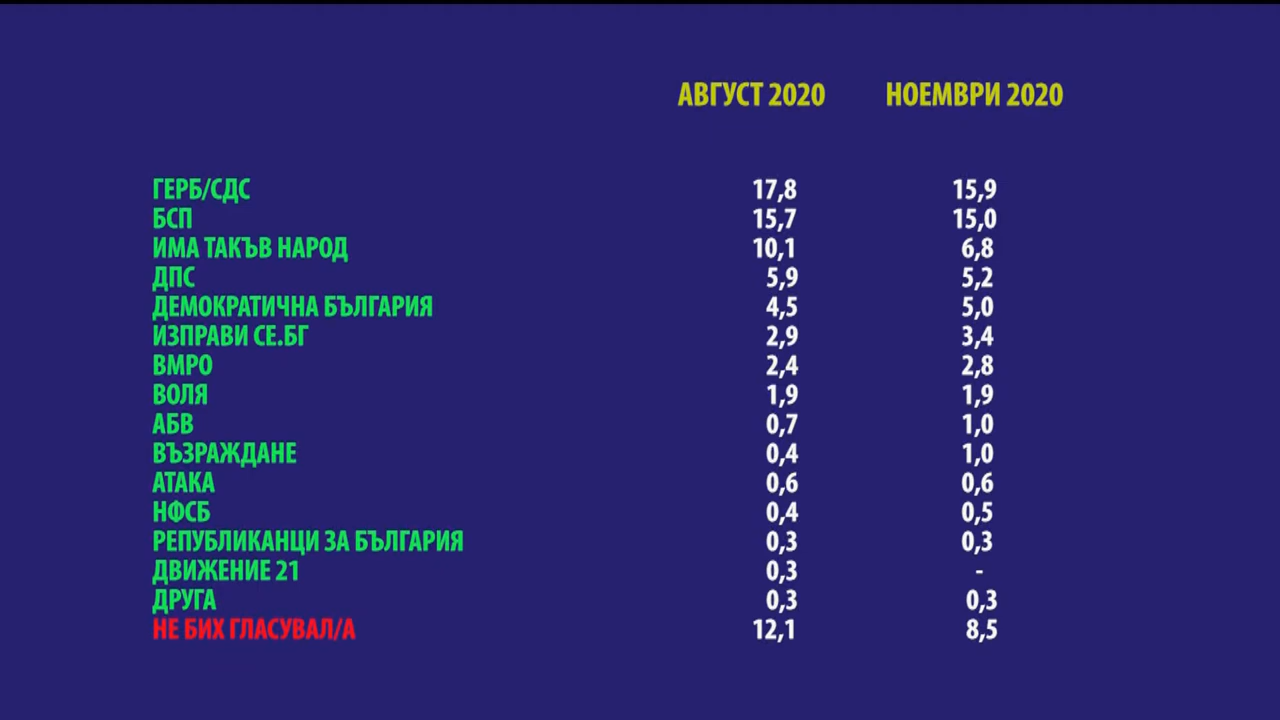 АВГУСТ 2020 НОЕМВРИ 2020
ГЕРБ/СДС 17,8 15,9
БСП 15,7 15,0
ИМА ТАКЪВ НАРОД 10,1 6,8
ДПС 5,9 5,2
ДЕМОКРАТИЧНА БЪЛГАРИЯ 4,5 5,0
ИЗПРАВИ СЕ.БГ 2,9 3,4
ВМРО 2,4 2,8
ВОЛЯ 1,9 1,9
АБВ 0,7 1,0
ВЪЗРАЖДАНЕ 0,4 1,0
АТАКА 0,6 0,6
НФСБ 0,4 0,5
РЕПУБЛИКАНЦИ ЗА БЪЛГАРИЯ 0,3 0,3
ДВИЖЕНИЕ 21 0,3 -
ДРУГА 0,3 0,3
НЕ БИХ ГЛАСУВАЛ/А 12,1 8,5